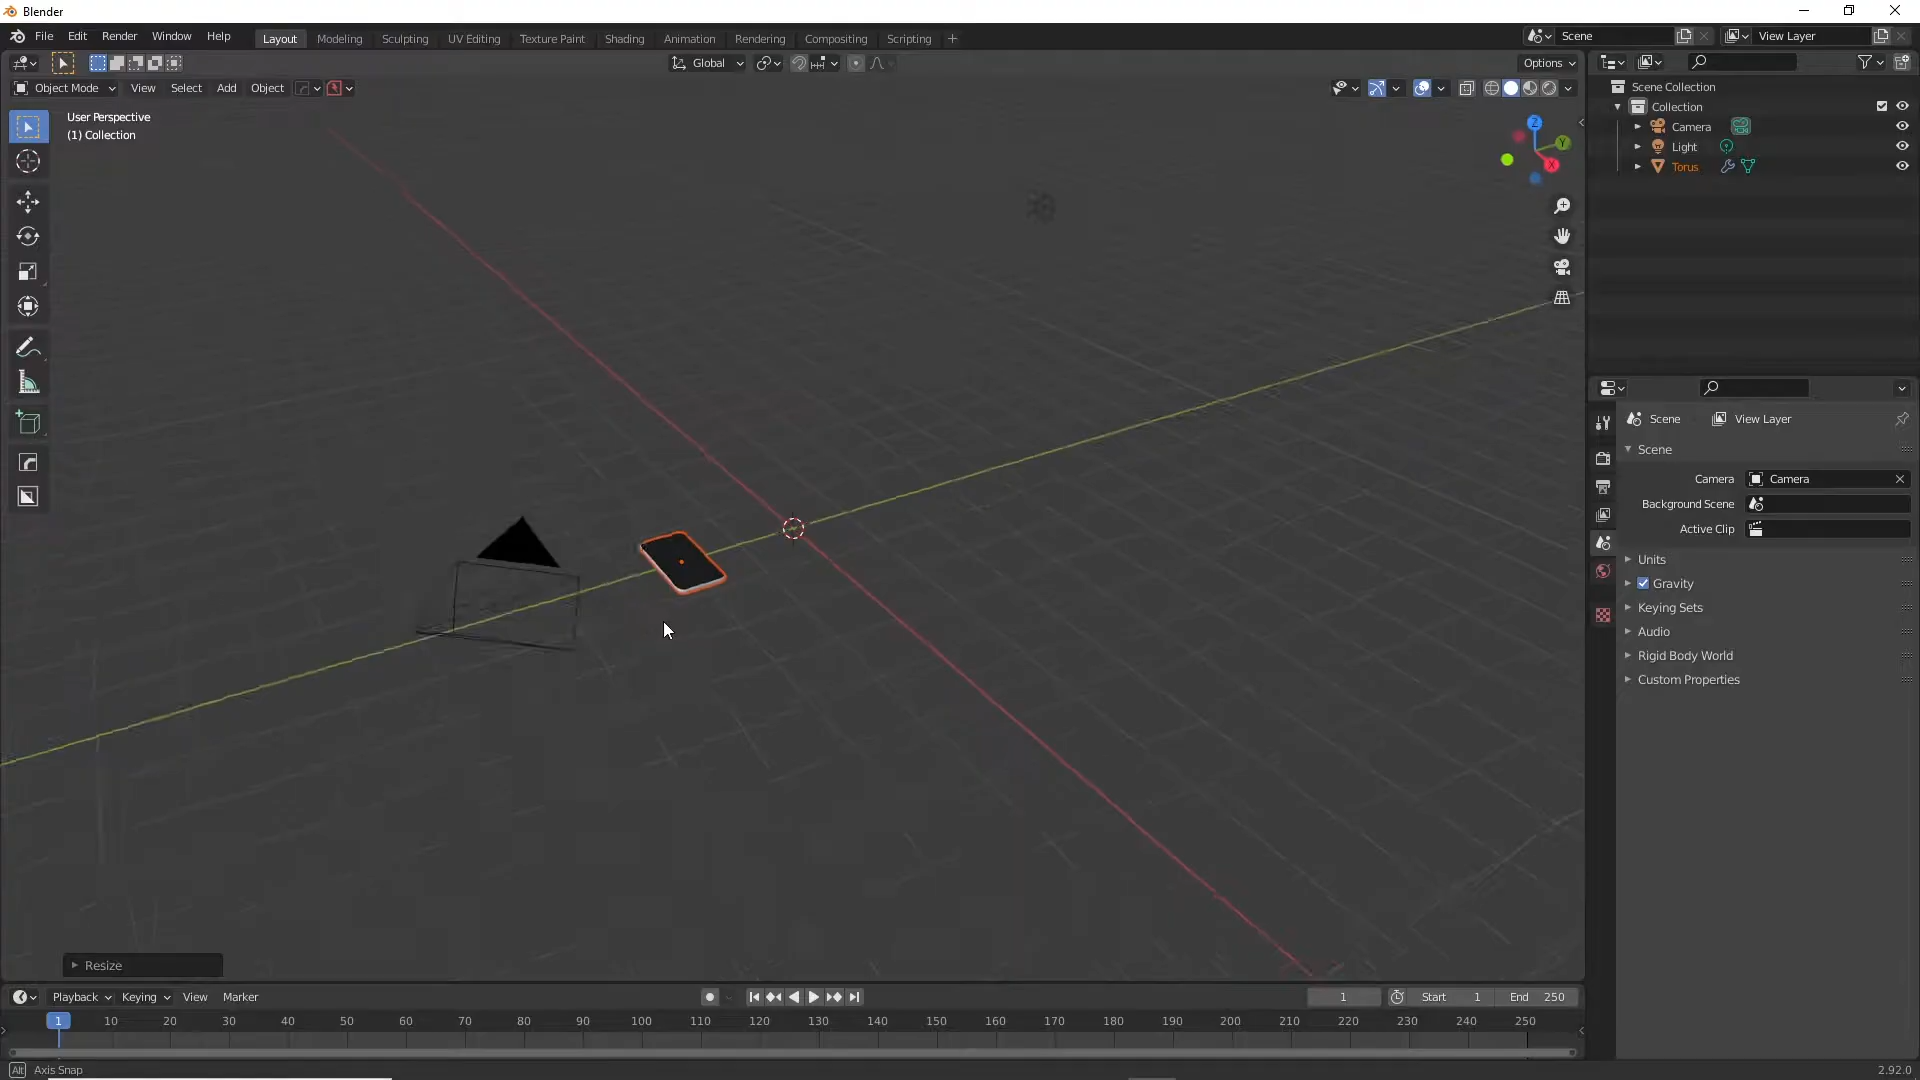 Blender
File Edit Render Window Help Layout Modeling Sculpting UV Editing Texture Paint Shading Animation Rendering Compositing Scripting + Scene View Layer
Global Options
Object Mode View Select Add Object
User Perspective
(1) Collection
Z
Y
X
Scene Collection
Collection
Camera
Light
Torus
Scene View Layer
Scene
Camera Camera
Background Scene
Active Clip
Units
Gravity
Keying Sets
Audio
Rigid Body World
Custom Properties
Resize
Playback Keying View Marker 1 Start 1 End 250
1 10 20 30 40 50 60 70 80 90 100 110 120 130 140 150 160 170 180 190 200 210 220 230 240 250
Alt Axis Snap 2.92.0